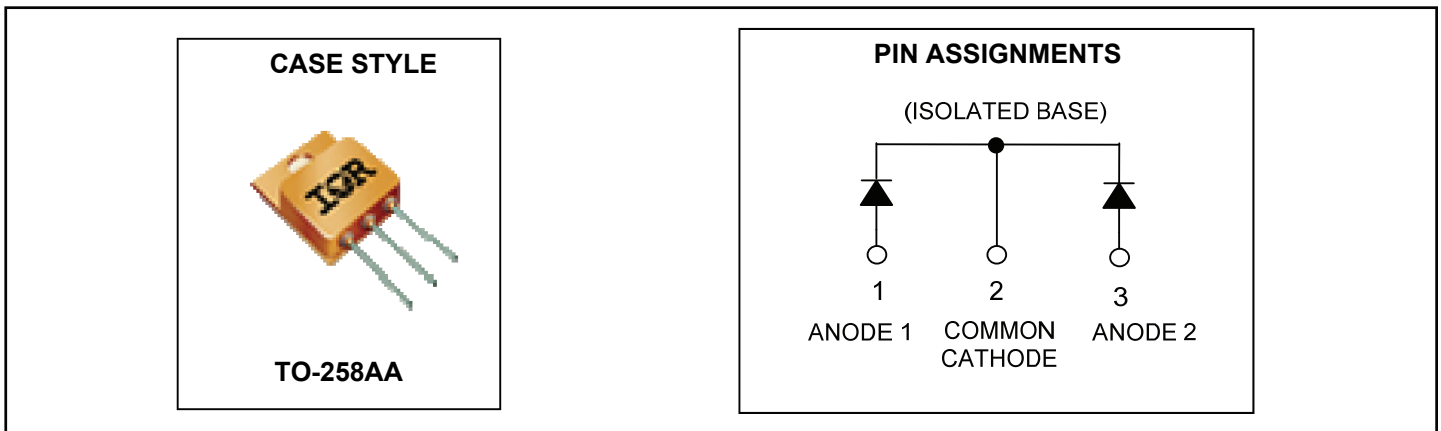 CASE STYLE
IOR
TO-258AA
PIN ASSIGNMENTS
(ISOLATED BASE)
1
2
3
ANODE 1
COMMON
CATHODE
ANODE 2